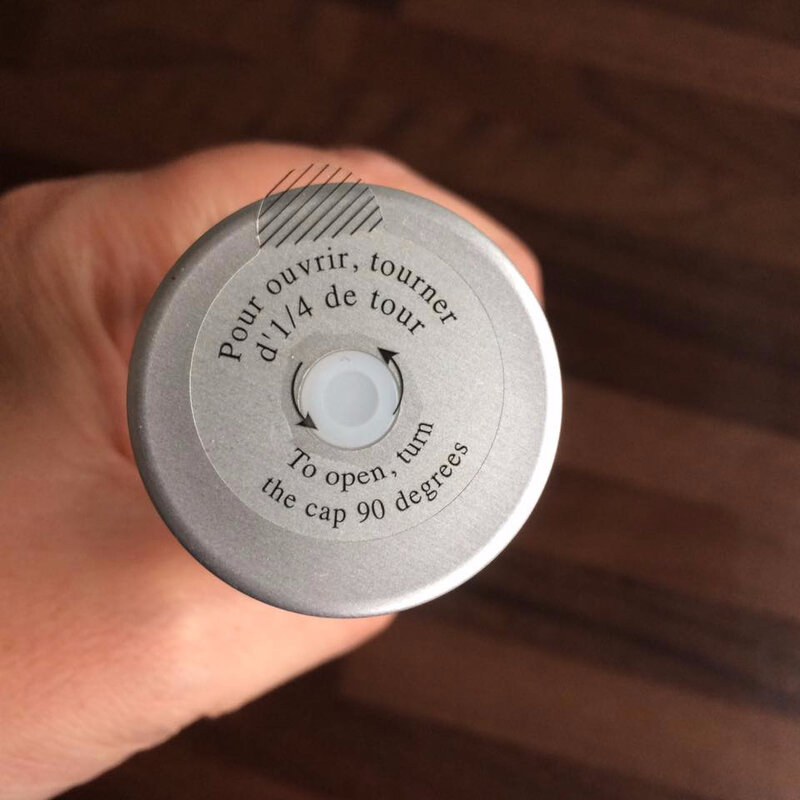 Pour ouvrir, tourner
d'1/4 de tour
To open, turn
the cap 90 degrees